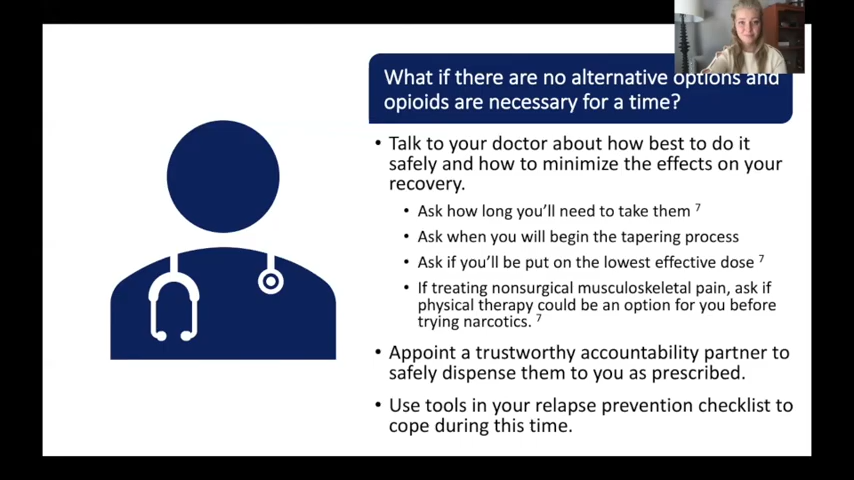 What if there are no alternative options and
opioids are necessary for a time?
• Talk to your doctor about how best to do it
safely and how to minimize the effects on your
recovery.
• Ask how long you’ll need to take them 7
• Ask when you will begin the tapering process
• Ask if you’ll be put on the lowest effective dose 7
• If treating nonsurgical musculoskeletal pain, ask if
physical therapy could be an option for you before
trying narcotics. 7
• Appoint a trustworthy accountability partner to
safely dispense them to you as prescribed.
• Use tools in your relapse prevention checklist to
cope during this time.